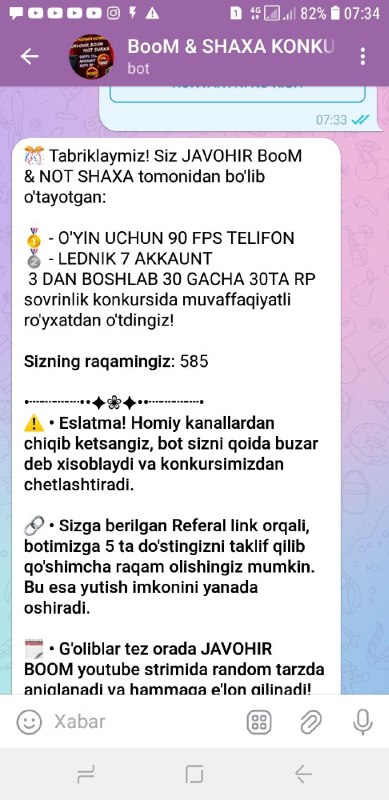 4G
1
82%
07:34
BooM & SHAXA KONKU
bot
07:33
🎊 Tabriklaymiz! Siz JAVOHIR BooM
& NOT SHAXA tomonidan bo'lib
o'tayotgan:
🥇 - O'YIN UCHUN 90 FPS TELIFON
🥈 - LEDNIK 7 AKKAUNT
3 DAN BOSHLAB 30 GACHA 30TA RP
sovrinlik konkursida muvaffaqiyatli
ro'yxatdan o'tdingiz!
Sizning raqamingiz: 585
⚠️ • Eslatma! Homiy kanallardan
chiqib ketsangiz, bot sizni qoida buzar
deb xisoblaydi va konkursimizdan
chetlashtiradi.
🔗 • Sizga berilgan Referal link orqali,
botimizga 5 ta do'stingizni taklif qilib
qo'shimcha raqam olishingiz mumkin.
Bu esa yutish imkonini yanada
oshiradi.
🗓 • G'oliblar tez orada JAVOHIR
BOOM youtube strimida random tarzda
aniqlanadi va hammaga e'lon qilinadi!
Xabar